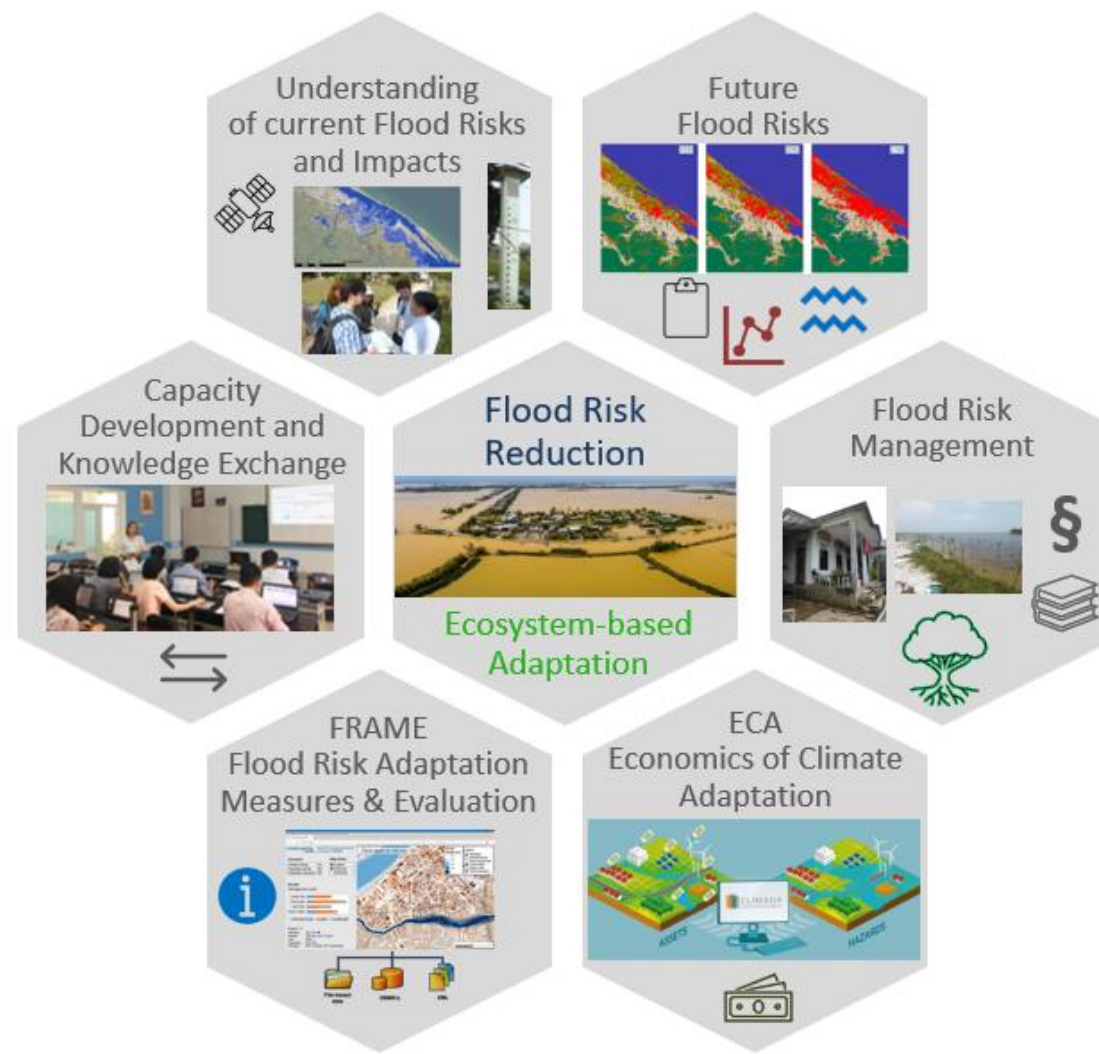 Understanding
of current Flood Risks
and Impacts
Future
Flood Risks
Capacity
Development and
Knowledge Exchange
Flood Risk
Reduction
Ecosystem-based
Adaptation
Flood Risk
Management
§
FRAME
Flood Risk Adaptation
Measures & Evaluation
i
File-based
ECA
Economics of Climate
Adaptation
CLIMADA
ASSETS
HAZARDS